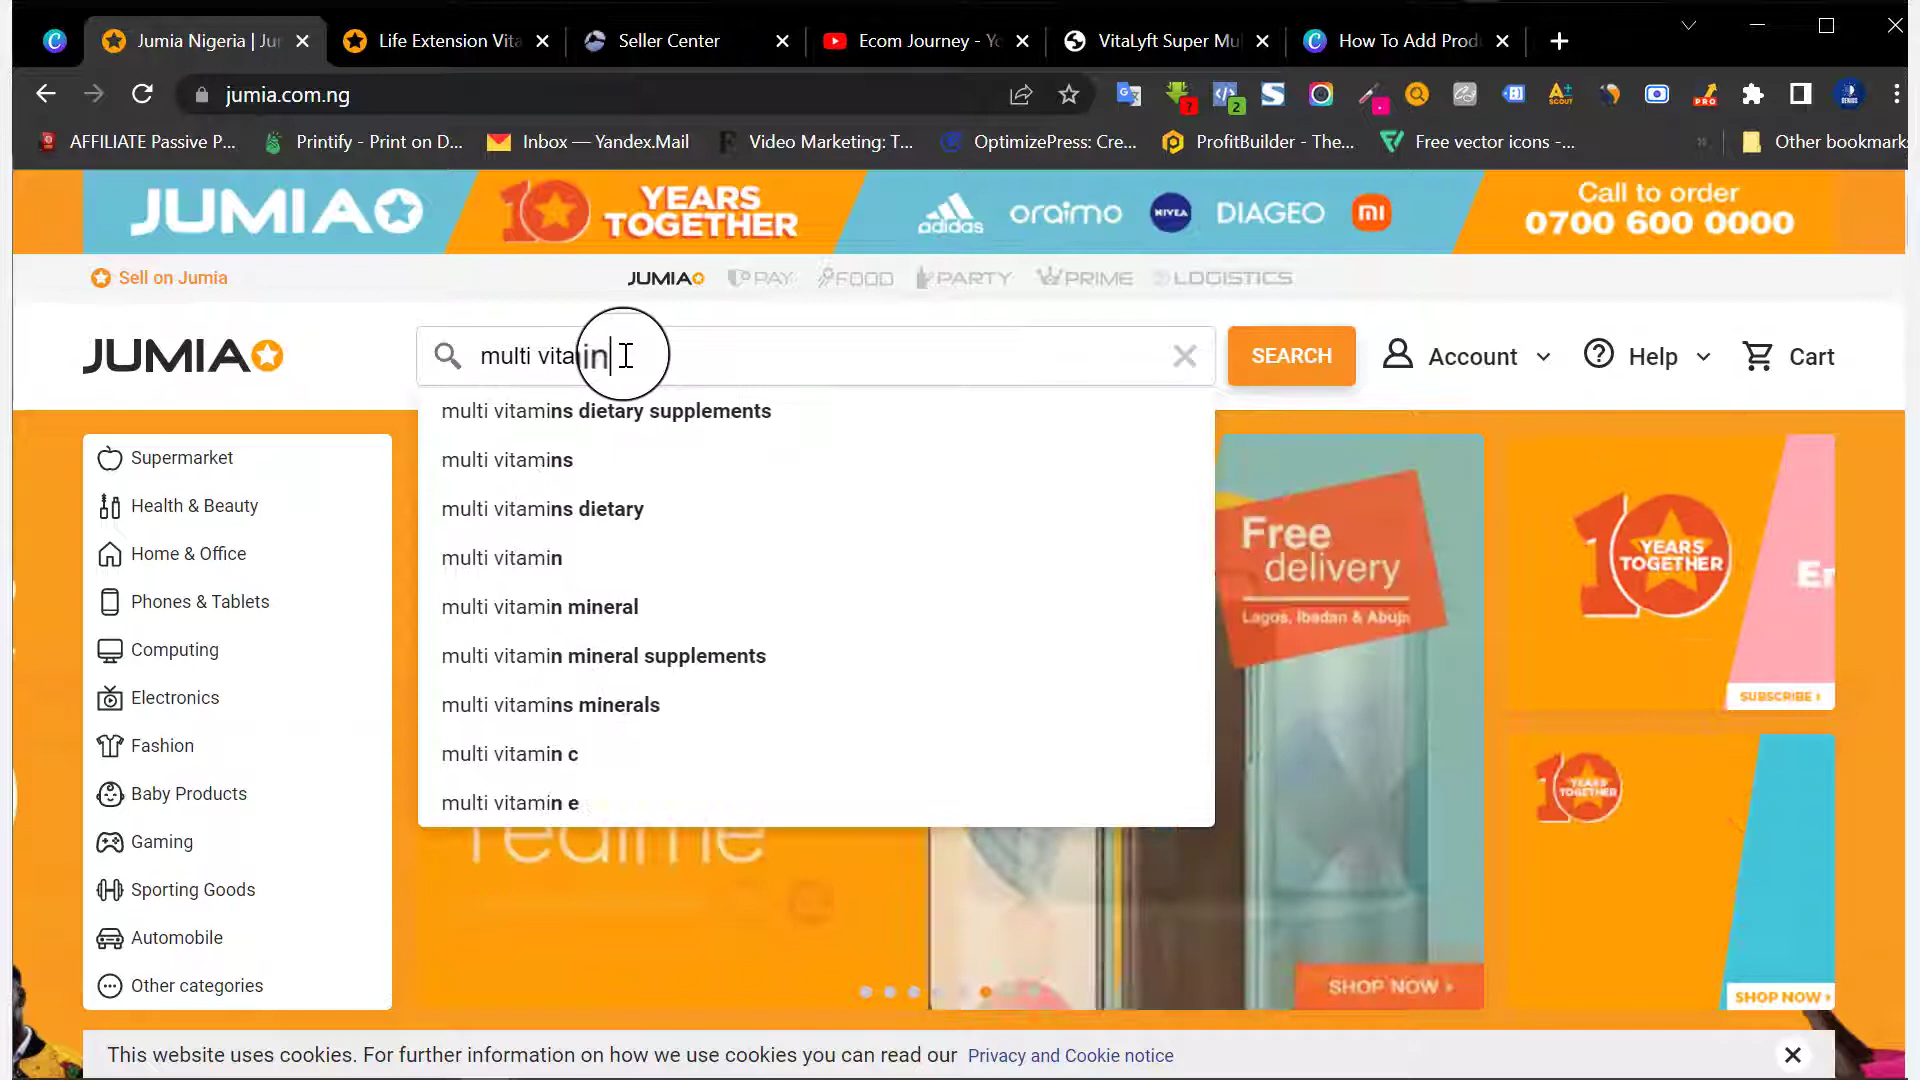 Jumia Nigeria | Ju
Life Extension Vita
Seller Center
Ecom Journey - Yo
VitaLyft Super Mu
How To Add Prod
jumia.com.ng
?
2
A+
SCOUT
PRO
AFFILIATE Passive P...
Printify - Print on D...
Inbox — Yandex.Mail
Video Marketing: T...
OptimizePress: Cre...
ProfitBuilder - The...
Free vector icons -...
Other bookmarks
JUMIA
10 YEARS TOGETHER
adidas
oraimo
NIVEA
DIAGEO
mi
Call to order
0700 600 0000
Sell on Jumia
JUMIA
PAY
FOOD
PARTY
PRIME
LOGISTICS
JUMIA
multi vitain
SEARCH
Account
Help
Cart
multi vitamins dietary supplements
multi vitamins
multi vitamins dietary
multi vitamin
multi vitamin mineral
multi vitamin mineral supplements
multi vitamins minerals
multi vitamin c
multi vitamin e
Supermarket
Health & Beauty
Home & Office
Phones & Tablets
Computing
Electronics
Fashion
Baby Products
Gaming
Sporting Goods
Automobile
Other categories
realme
Free
delivery
Lagos, Ibadan & Abuja
SHOP NOW
10 YEARS
TOGETHER
SUBSCRIBE
10 YEARS
TOGETHER
SHOP NOW
This website uses cookies. For further information on how we use cookies you can read our Privacy and Cookie notice